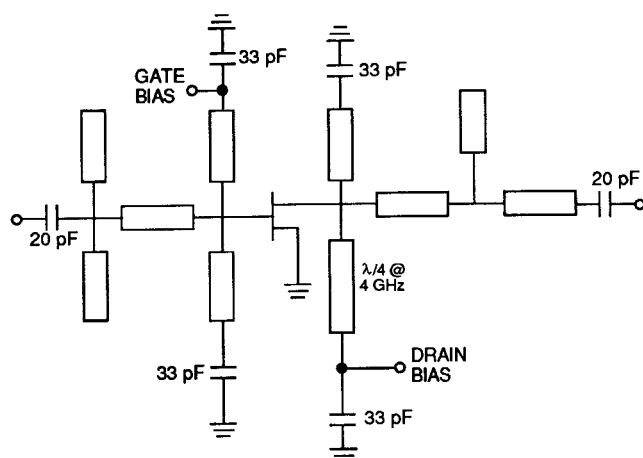 33 pF
33 pF
GATE
BIAS
20 pF
20 pF
λ/4 @
4 GHz
33 pF
DRAIN
BIAS
33 pF